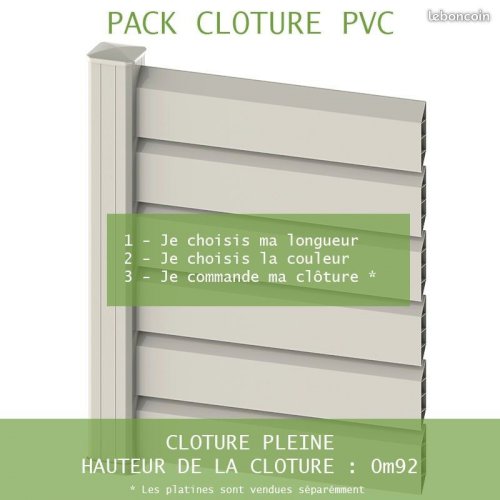 PACK CLOTURE PVC
leboncoin
1 - Je choisis ma longueur
2 - Je choisis la couleur
3 - Je commande ma clôture *
CLOTURE PLEINE
HAUTEUR DE LA CLOTURE : 0m92
* Les platines sont vendues séparémment